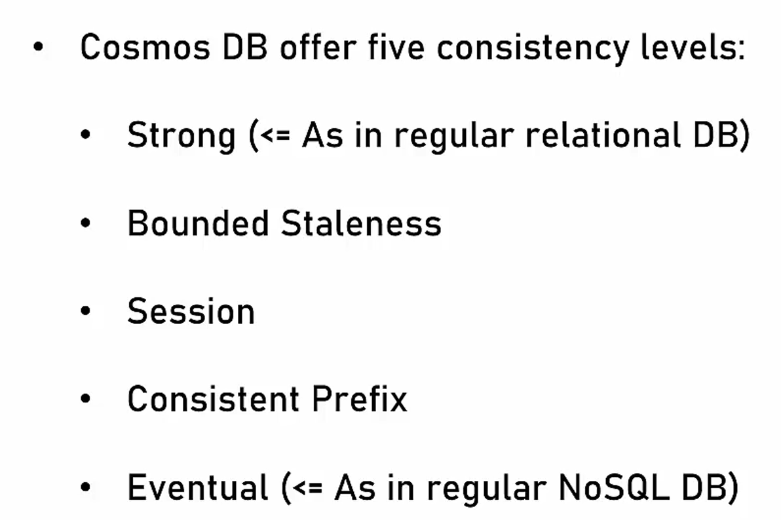 • Cosmos DB offer five consistency levels:
• Strong (<= As in regular relational DB)
• Bounded Staleness
• Session
• Consistent Prefix
• Eventual (<= As in regular NoSQL DB)